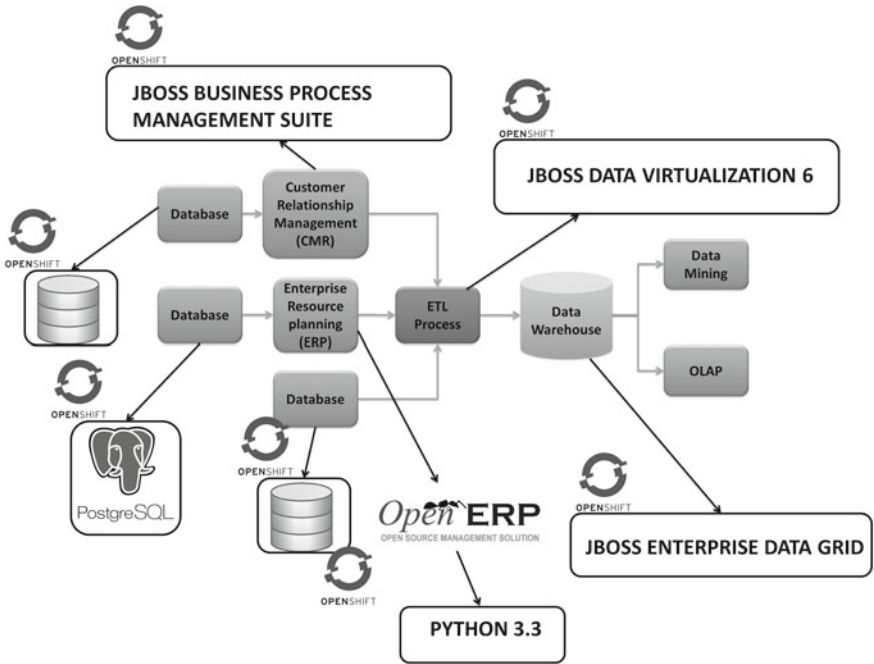 OPENSHIFT
JBOSS BUSINESS PROCESS
MANAGEMENT SUITE
OPENSHIFT
JBOSS DATA VIRTUALIZATION 6
Database
Customer
Relationship
Management
(CMR)
OPENSHIFT
Data
Mining
Database
Enterprise
Resource
planning
(ERP)
ETL
Process
Data
Warehouse
OLAP
OPENSHIFT
Database
PostgreSQL
OPENSHIFT
Open ERP
OPEN SOURCE MANAGEMENT SOLUTION
OPENSHIFT
JBOSS ENTERPRISE DATA GRID
OPENSHIFT
PYTHON 3.3